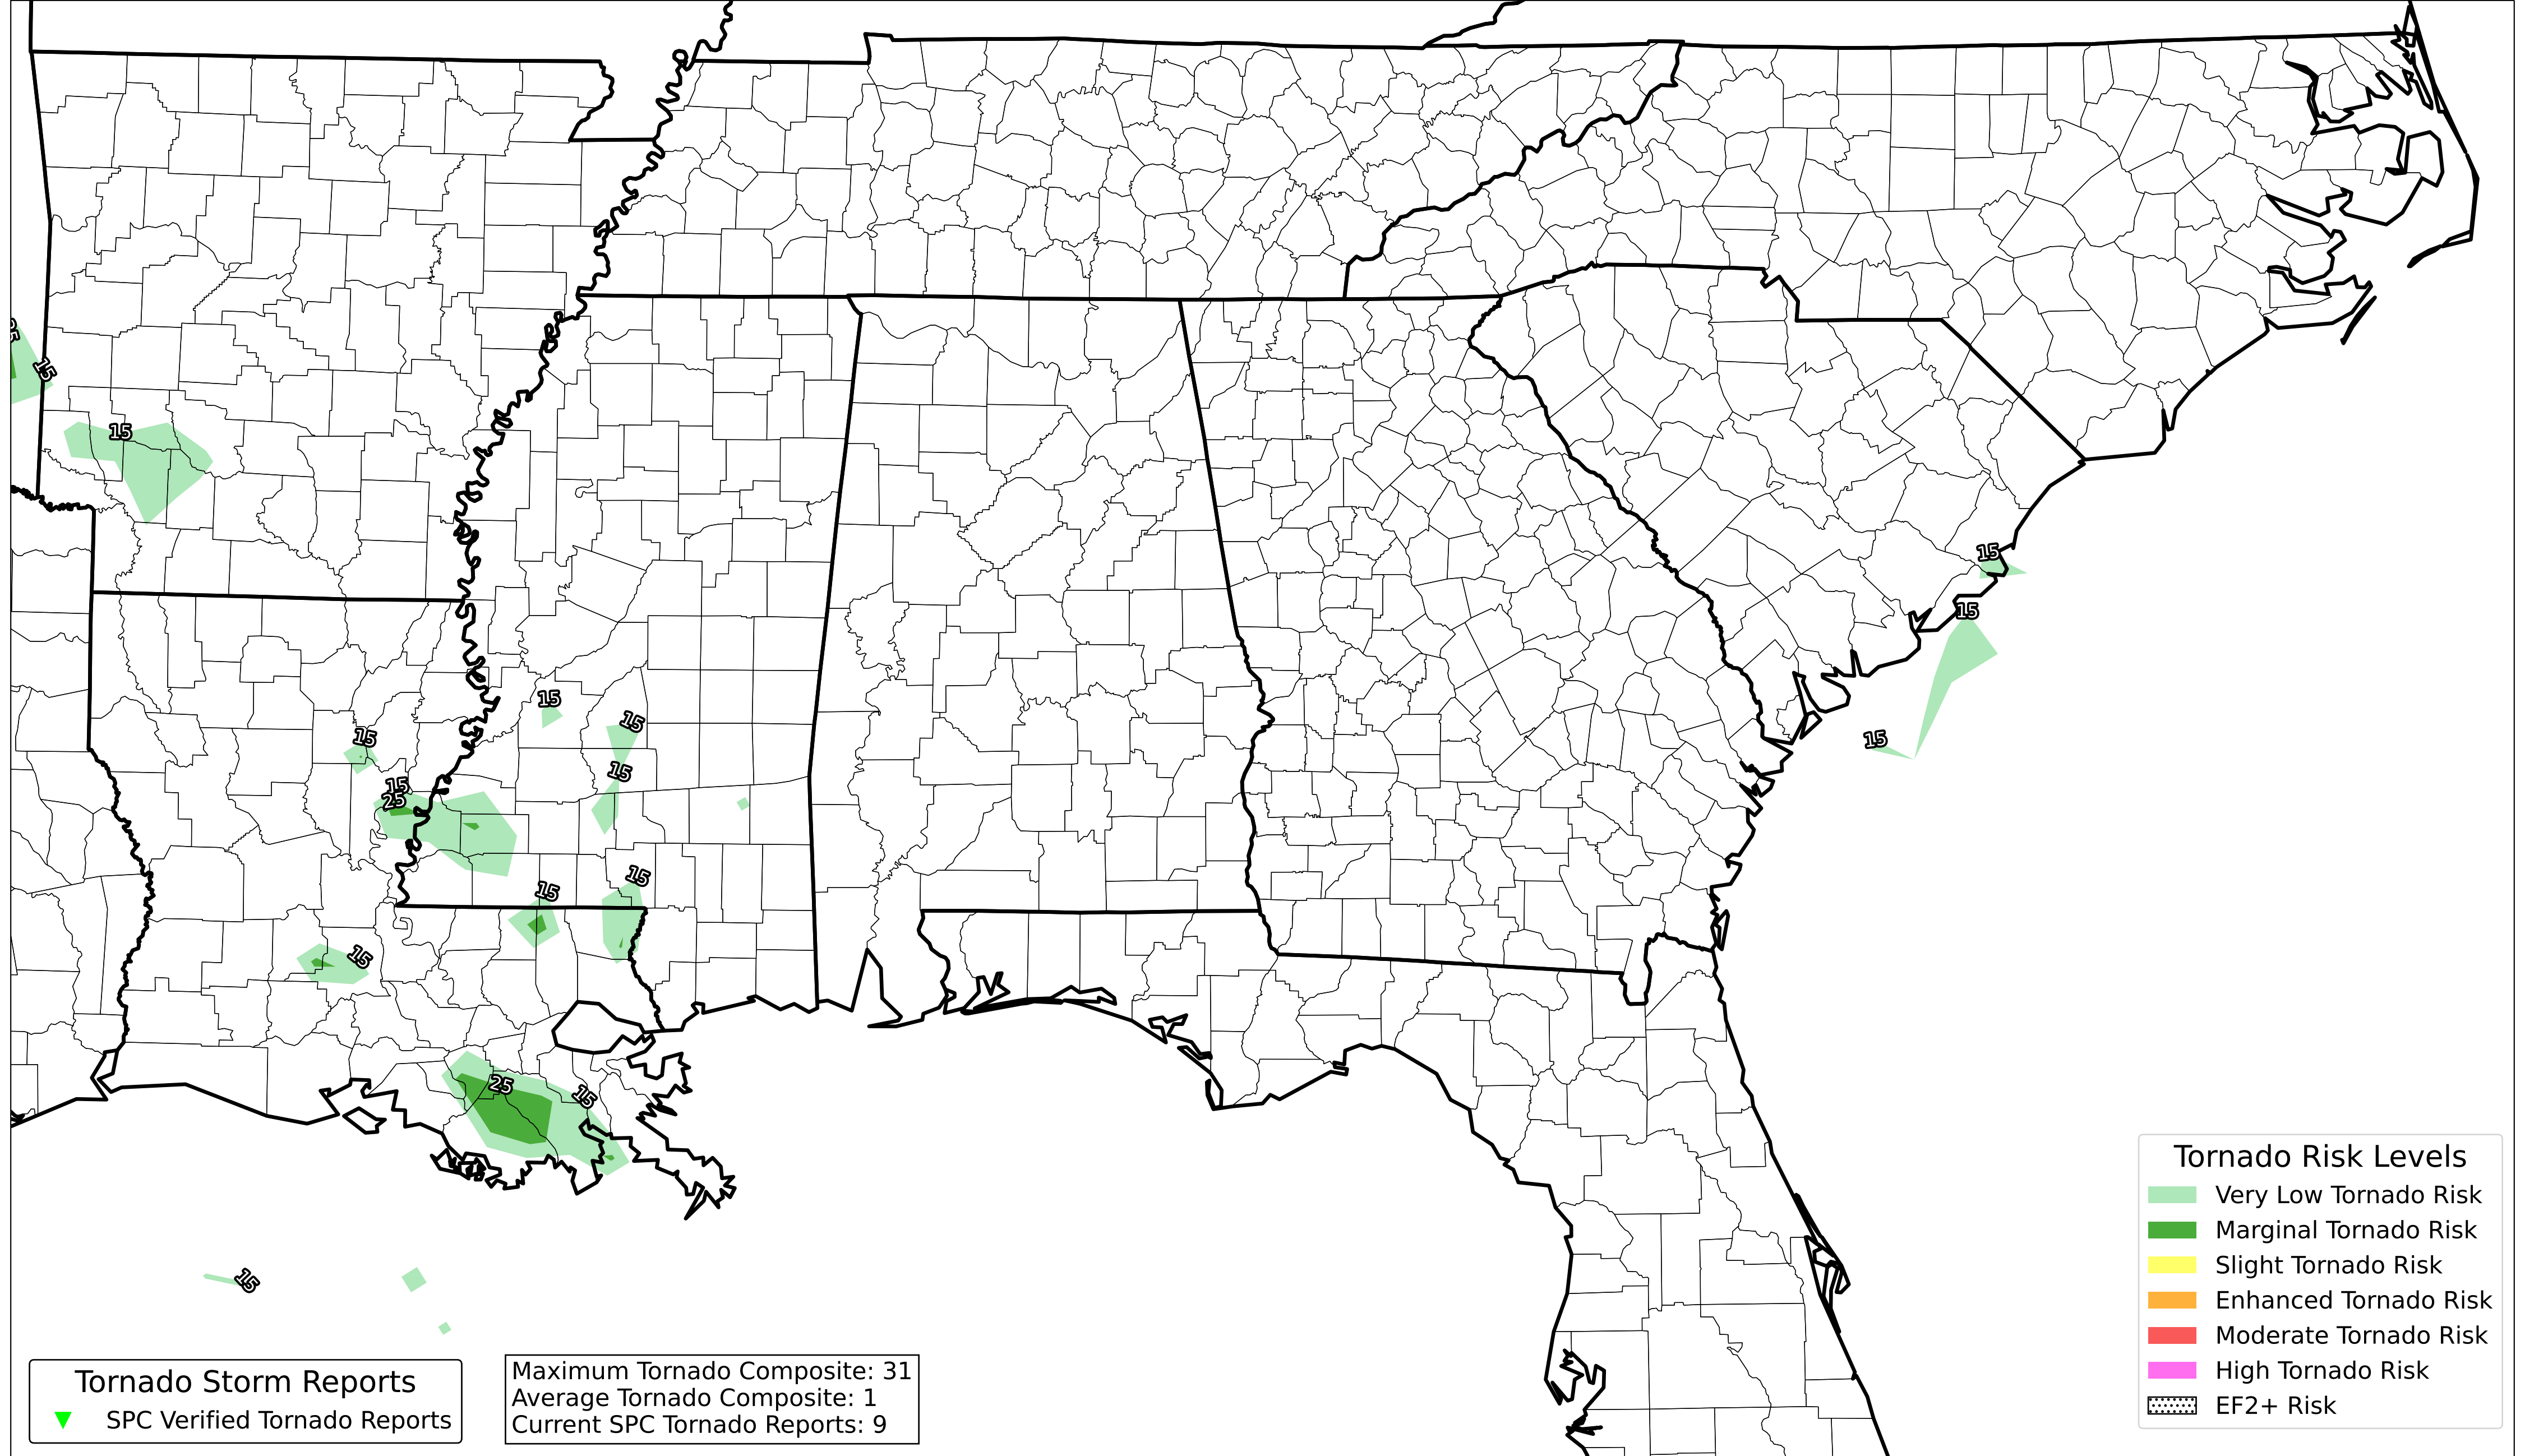 25
15
15
15
15
15
15
15
15
15
25
15
15
15
15
25
15
15
Tornado Risk Levels
Very Low Tornado Risk
Marginal Tornado Risk
Slight Tornado Risk
Enhanced Tornado Risk
Moderate Tornado Risk
High Tornado Risk
EF2+ Risk
Tornado Storm Reports
SPC Verified Tornado Reports
Maximum Tornado Composite: 31
Average Tornado Composite: 1
Current SPC Tornado Reports: 9